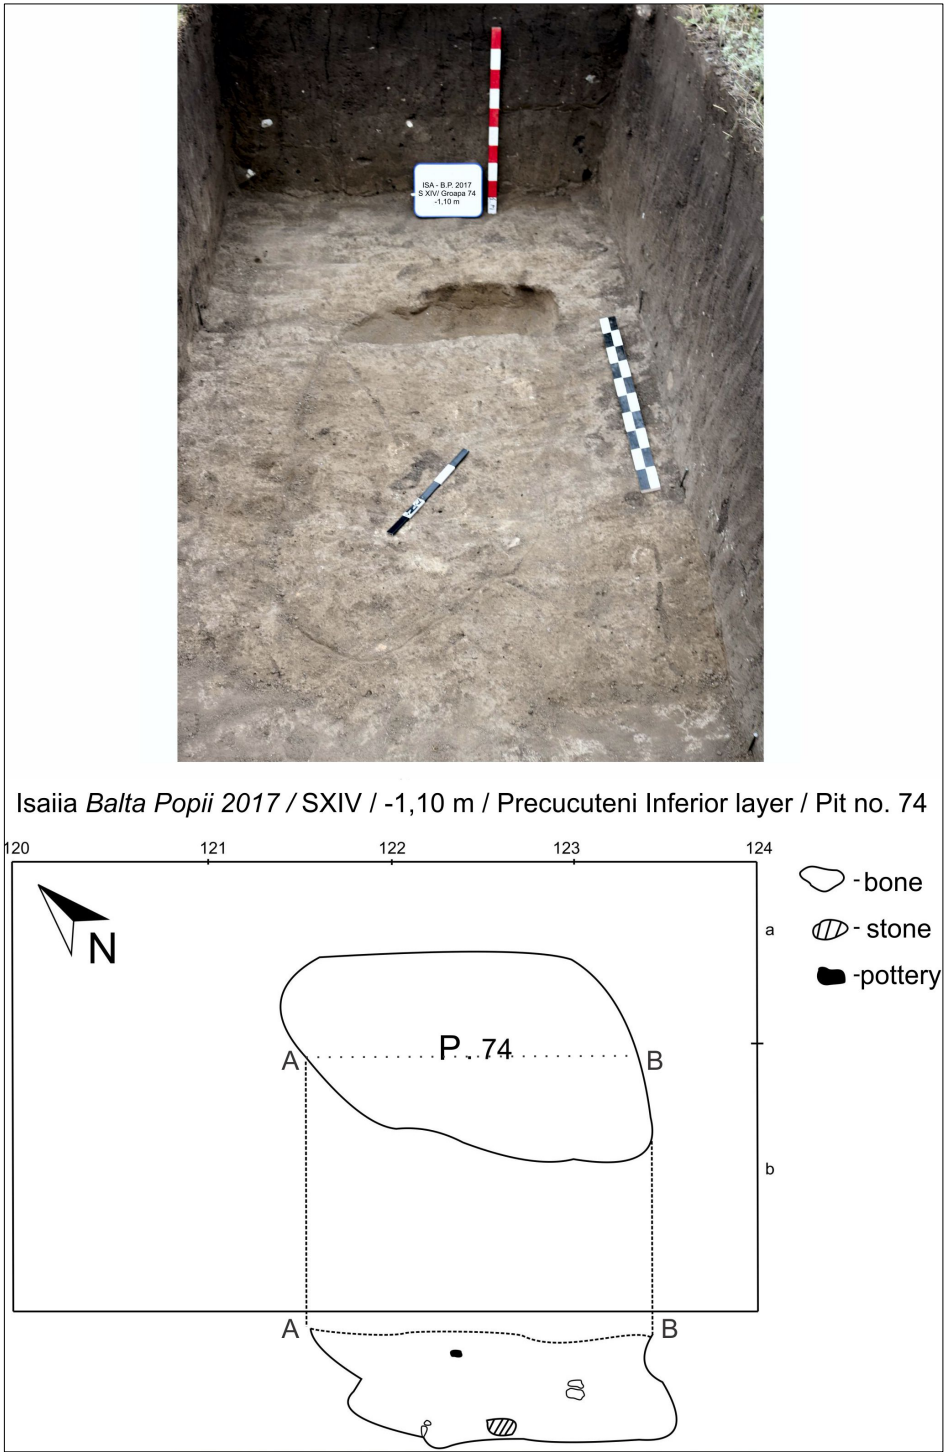 ISA - B.P. 2017
S XIV/ Groapa 74
-1,10 m
Isaiia Balta Popii 2017 / SXIV / -1,10 m / Precucuteni Inferior layer / Pit no. 74
120 121 122 123 124
N
a
b
- bone
- stone
-pottery
P. 74
A B
A B